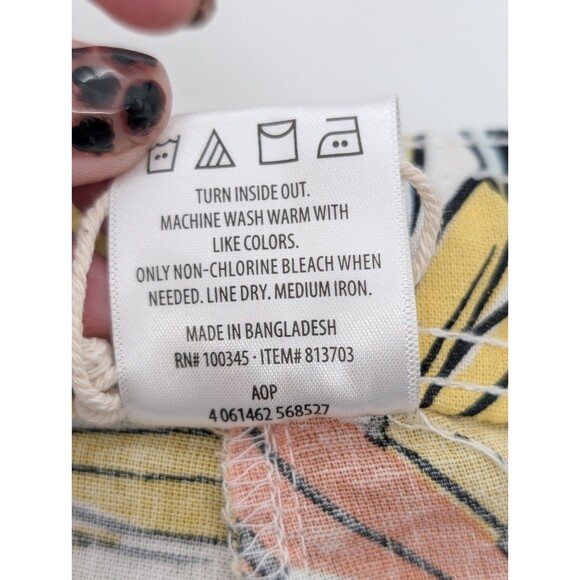 TURN INSIDE OUT.
MACHINE WASH WARM WITH
LIKE COLORS.
ONLY NON-CHLORINE BLEACH WHEN
NEEDED. LINE DRY. MEDIUM IRON.
MADE IN BANGLADESH
RN# 100345 · ITEM# 813703
AOP
4 061462 568527